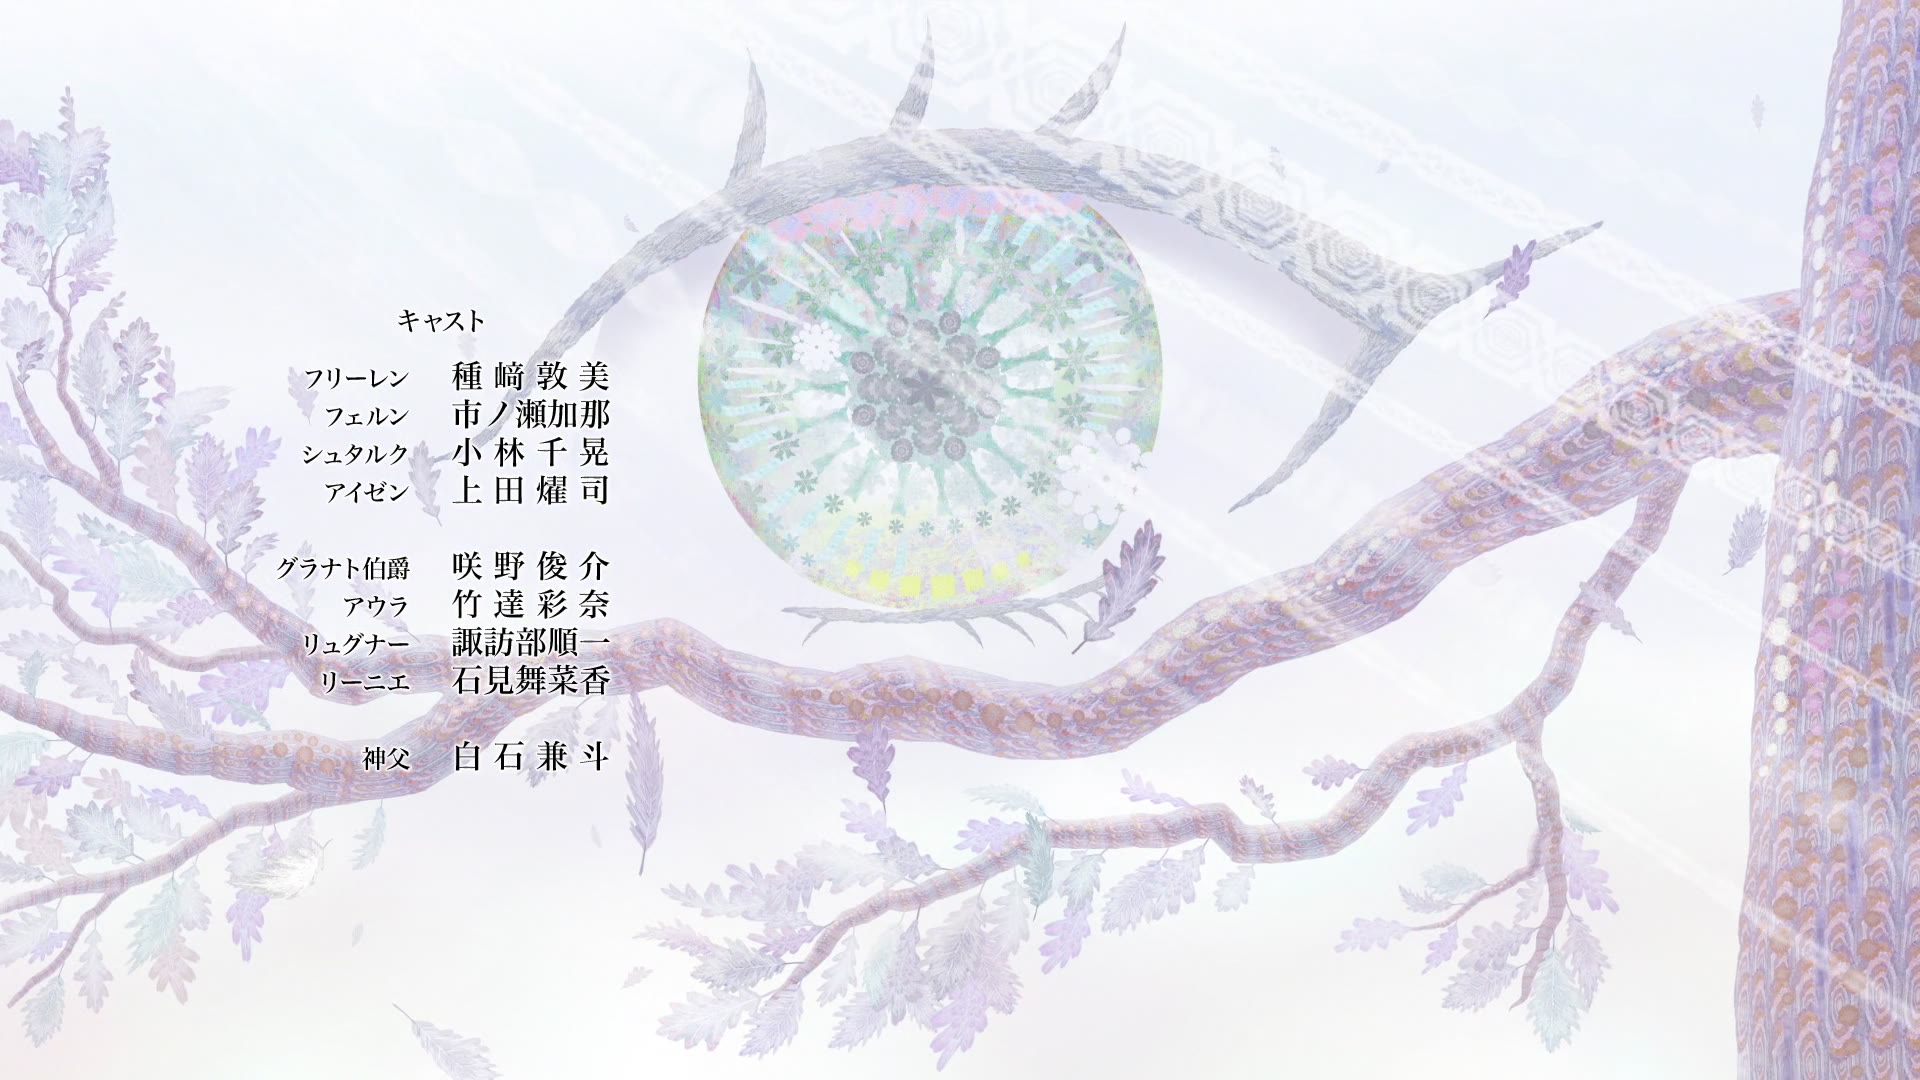 キャスト
フリーレン 種﨑敦美
フェルン 市ノ瀬加那
シュタルク 小林千晃
アイゼン 上田燿司
グラナト伯爵 咲野俊介
アウラ 竹達彩奈
リュグナー 諏訪部順一
リーニエ 石見舞菜香
神父 白石兼斗